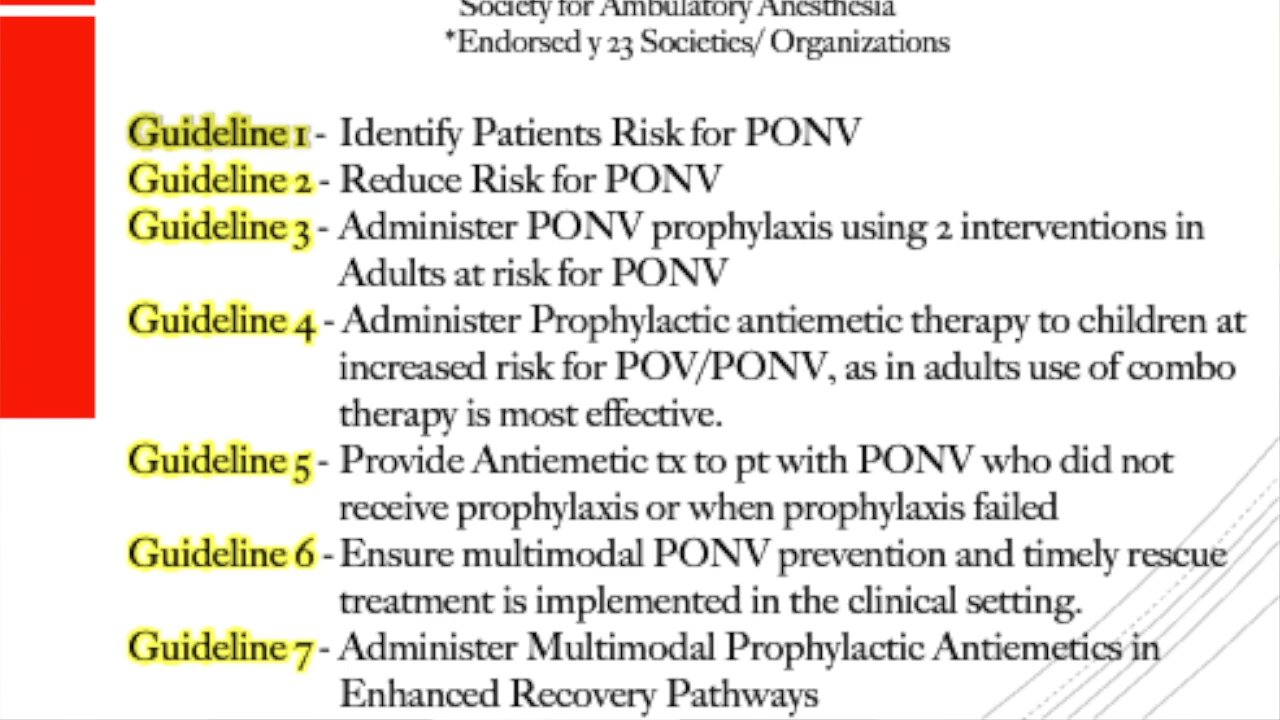 Society for Ambulatory Anesthesia
*Endorsed y 23 Societies/ Organizations
Guideline 1 - Identify Patients Risk for PONV
Guideline 2 - Reduce Risk for PONV
Guideline 3 - Administer PONV prophylaxis using 2 interventions in
Adults at risk for PONV
Guideline 4 - Administer Prophylactic antiemetic therapy to children at
increased risk for POV/PONV, as in adults use of combo
therapy is most effective.
Guideline 5 - Provide Antiemetic tx to pt with PONV who did not
receive prophylaxis or when prophylaxis failed
Guideline 6 - Ensure multimodal PONV prevention and timely rescue
treatment is implemented in the clinical setting.
Guideline 7 - Administer Multimodal Prophylactic Antiemetics in
Enhanced Recovery Pathways